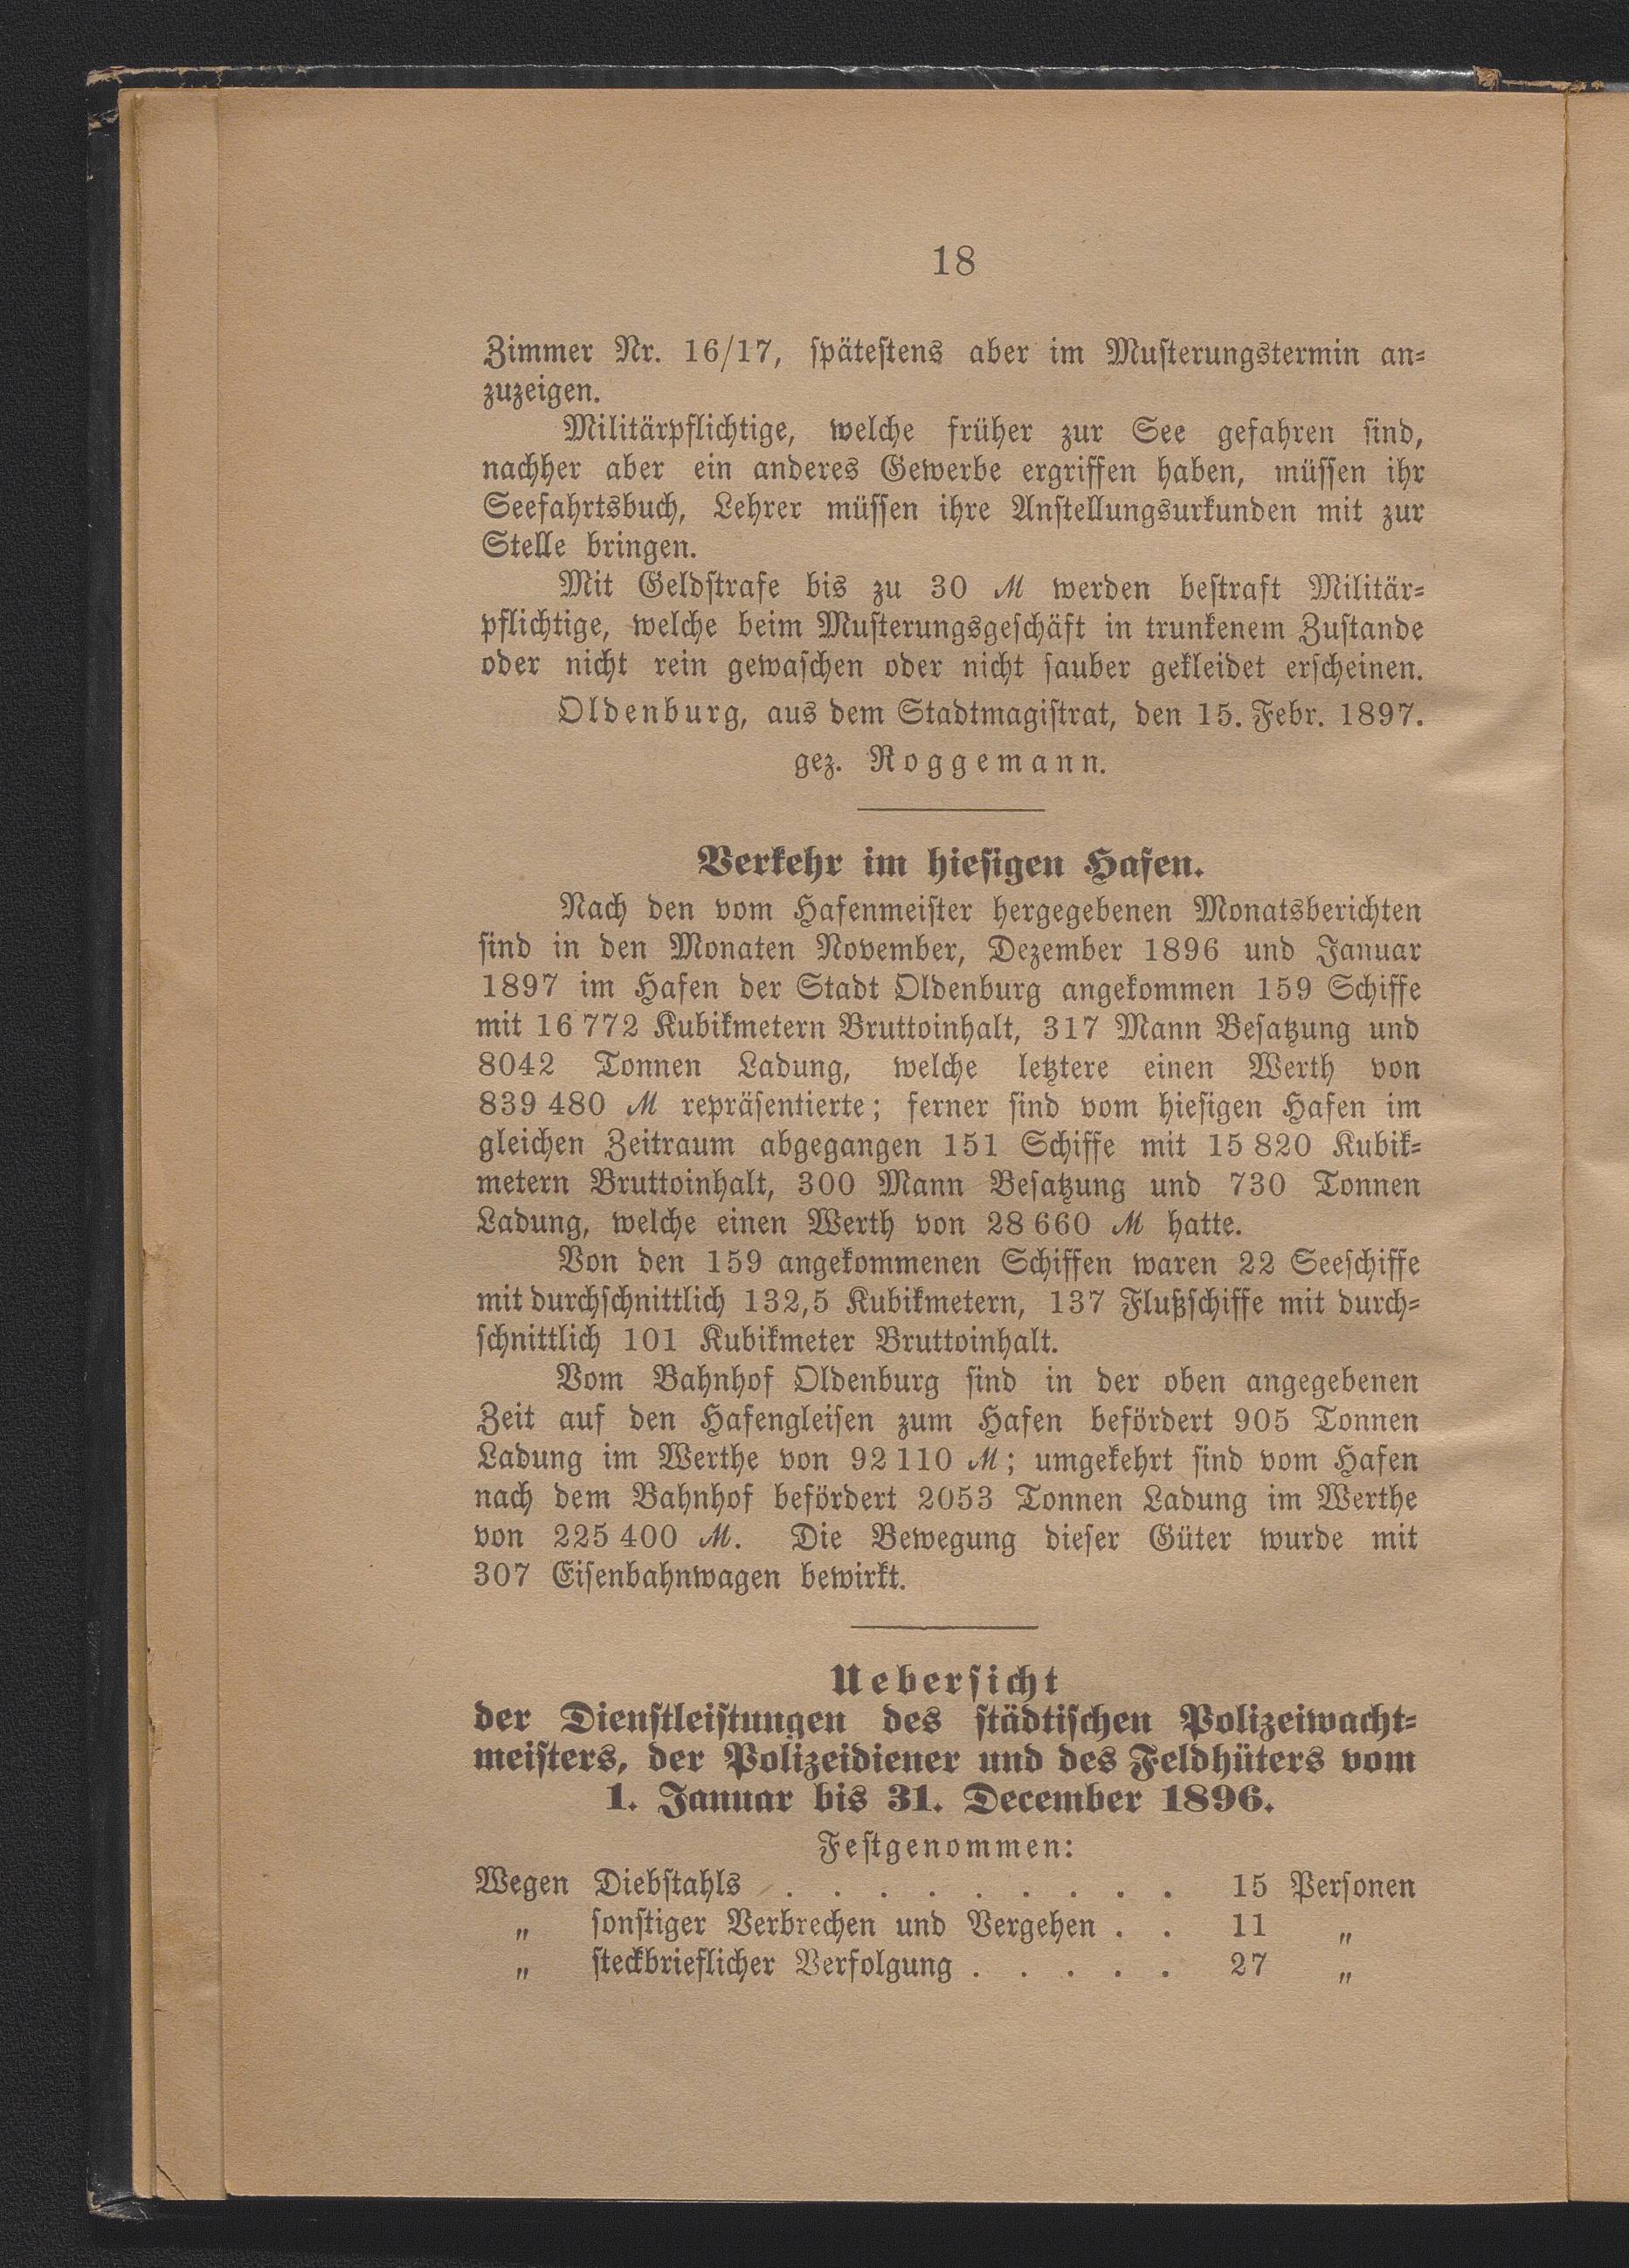 18
Zimmer Nr. 16/17, spätestens aber im Musterungstermin an-
zuzeigen.
Militärpflichtige, welche früher zur See gefahren sind,
nachher aber ein anderes Gewerbe ergriffen haben, müssen ihr
Seefahrtsbuch, Lehrer müssen ihre Anstellungsurkunden mit zur
Stelle bringen.
Mit Geldstrafe bis zu 30 ℳ werden bestraft Militär-
pflichtige, welche beim Musterungsgeschäft in trunkenem Zustande
oder nicht rein gewaschen oder nicht sauber gekleidet erscheinen.
Oldenburg, aus dem Stadtmagistrat, den 15. Febr. 1897.
gez. Roggemann.
Verkehr im hiesigen Hafen.
Nach den vom Hafenmeister hergegebenen Monatsberichten
sind in den Monaten November, Dezember 1896 und Januar
1897 im Hafen der Stadt Oldenburg angekommen 159 Schiffe
mit 16 772 Kubikmetern Bruttoinhalt, 317 Mann Besatzung und
8042 Tonnen Ladung, welche letztere einen Werth von
839 480 ℳ repräsentierte; ferner sind vom hiesigen Hafen im
gleichen Zeitraum abgegangen 151 Schiffe mit 15 820 Kubik-
metern Bruttoinhalt, 300 Mann Besatzung und 730 Tonnen
Ladung, welche einen Werth von 28 660 ℳ hatte.
Von den 159 angekommenen Schiffen waren 22 Seeschiffe
mit durchschnittlich 132,5 Kubikmetern, 137 Flußschiffe mit durch-
schnittlich 101 Kubikmeter Bruttoinhalt.
Vom Bahnhof Oldenburg sind in der oben angegebenen
Zeit auf den Hafengleisen zum Hafen befördert 905 Tonnen
Ladung im Werthe von 92 110 ℳ; umgekehrt sind vom Hafen
nach dem Bahnhof befördert 2053 Tonnen Ladung im Werthe
von 225 400 ℳ. Die Bewegung dieser Güter wurde mit
307 Eisenbahnwagen bewirkt.
Uebersicht
der Dienstleistungen des städtischen Polizeiwacht-
meisters, der Polizeidiener und des Feldhüters vom
1. Januar bis 31. December 1896.
Festgenommen:
Wegen Diebstahls . . . . . . . . . 15 Personen
„ sonstiger Verbrechen und Vergehen . . 11 „
„ steckbrieflicher Verfolgung . . . . . 27 „